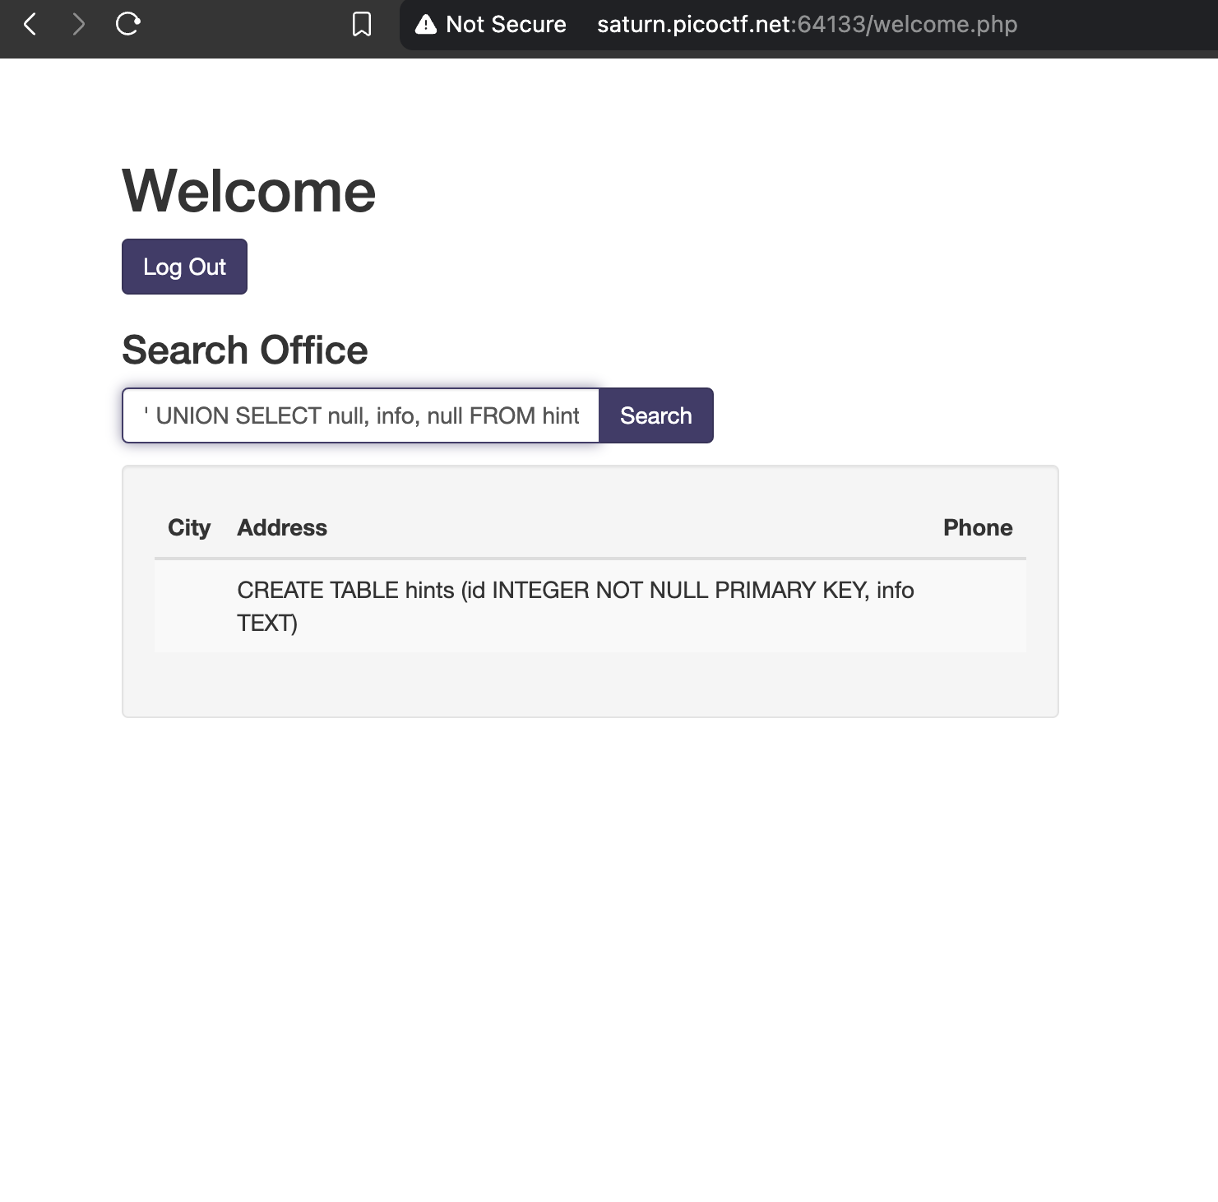 Not Secure saturn.picoctf.net:64133/welcome.php
Welcome
Log Out
Search Office
' UNION SELECT null, info, null FROM hint
Search
City Address Phone
CREATE TABLE hints (id INTEGER NOT NULL PRIMARY KEY, info
TEXT)